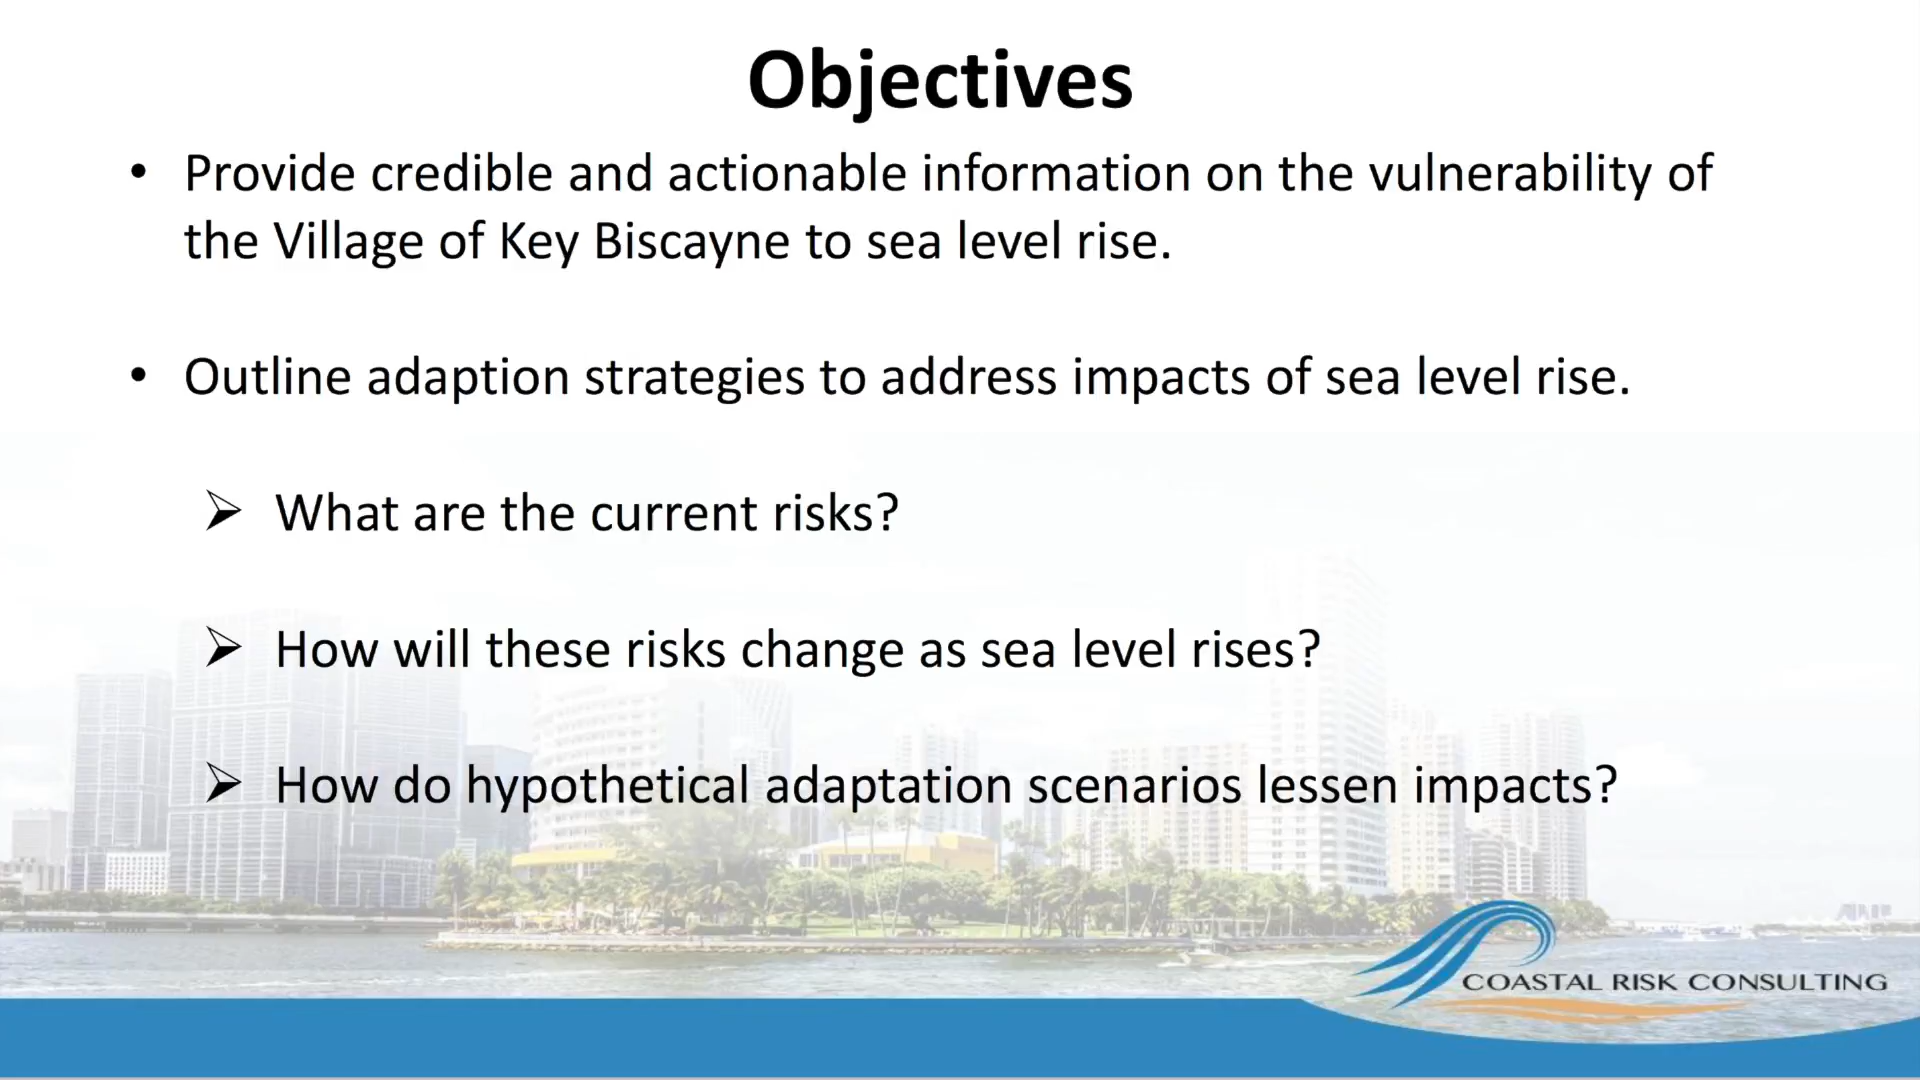 Objectives
• Provide credible and actionable information on the vulnerability of
the Village of Key Biscayne to sea level rise.
• Outline adaption strategies to address impacts of sea level rise.
➢ What are the current risks?
➢ How will these risks change as sea level rises?
➢ How do hypothetical adaptation scenarios lessen impacts?
COASTAL RISK CONSULTING